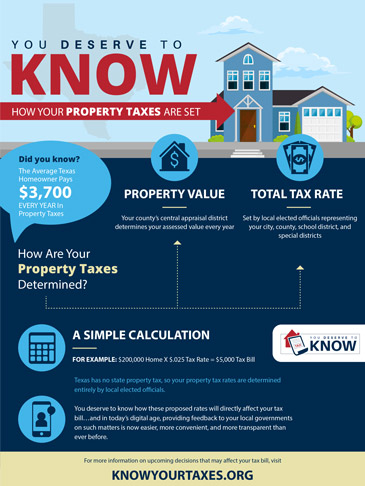 YOU DESERVE TO
KNOW
HOW YOUR PROPERTY TAXES ARE SET
Did you know?
The Average Texas
Homeowner Pays
$3,700
EVERY YEAR in
Property Taxes
PROPERTY VALUE
Your county's central appraisal district
determines your assessed value every year
TOTAL TAX RATE
Set by local elected officials representing
your city, county, school district, and
special districts
How Are Your
Property Taxes
Determined?
A SIMPLE CALCULATION
FOR EXAMPLE: $200,000 Home X $.025 Tax Rate = $5,000 Tax Bill
YOU DESERVE TO
KNOW
TAX
Texas has no state property tax, so your property tax rates are determined
entirely by local elected officials.
You deserve to know how these proposed rates will directly affect your tax
bill...and in today's digital age, providing feedback to your local governments
on such matters is now easier, more convenient, and more transparent than
ever before.
For more information on upcoming decisions that may affect your tax bill, visit
KNOWYOURTAXES.ORG